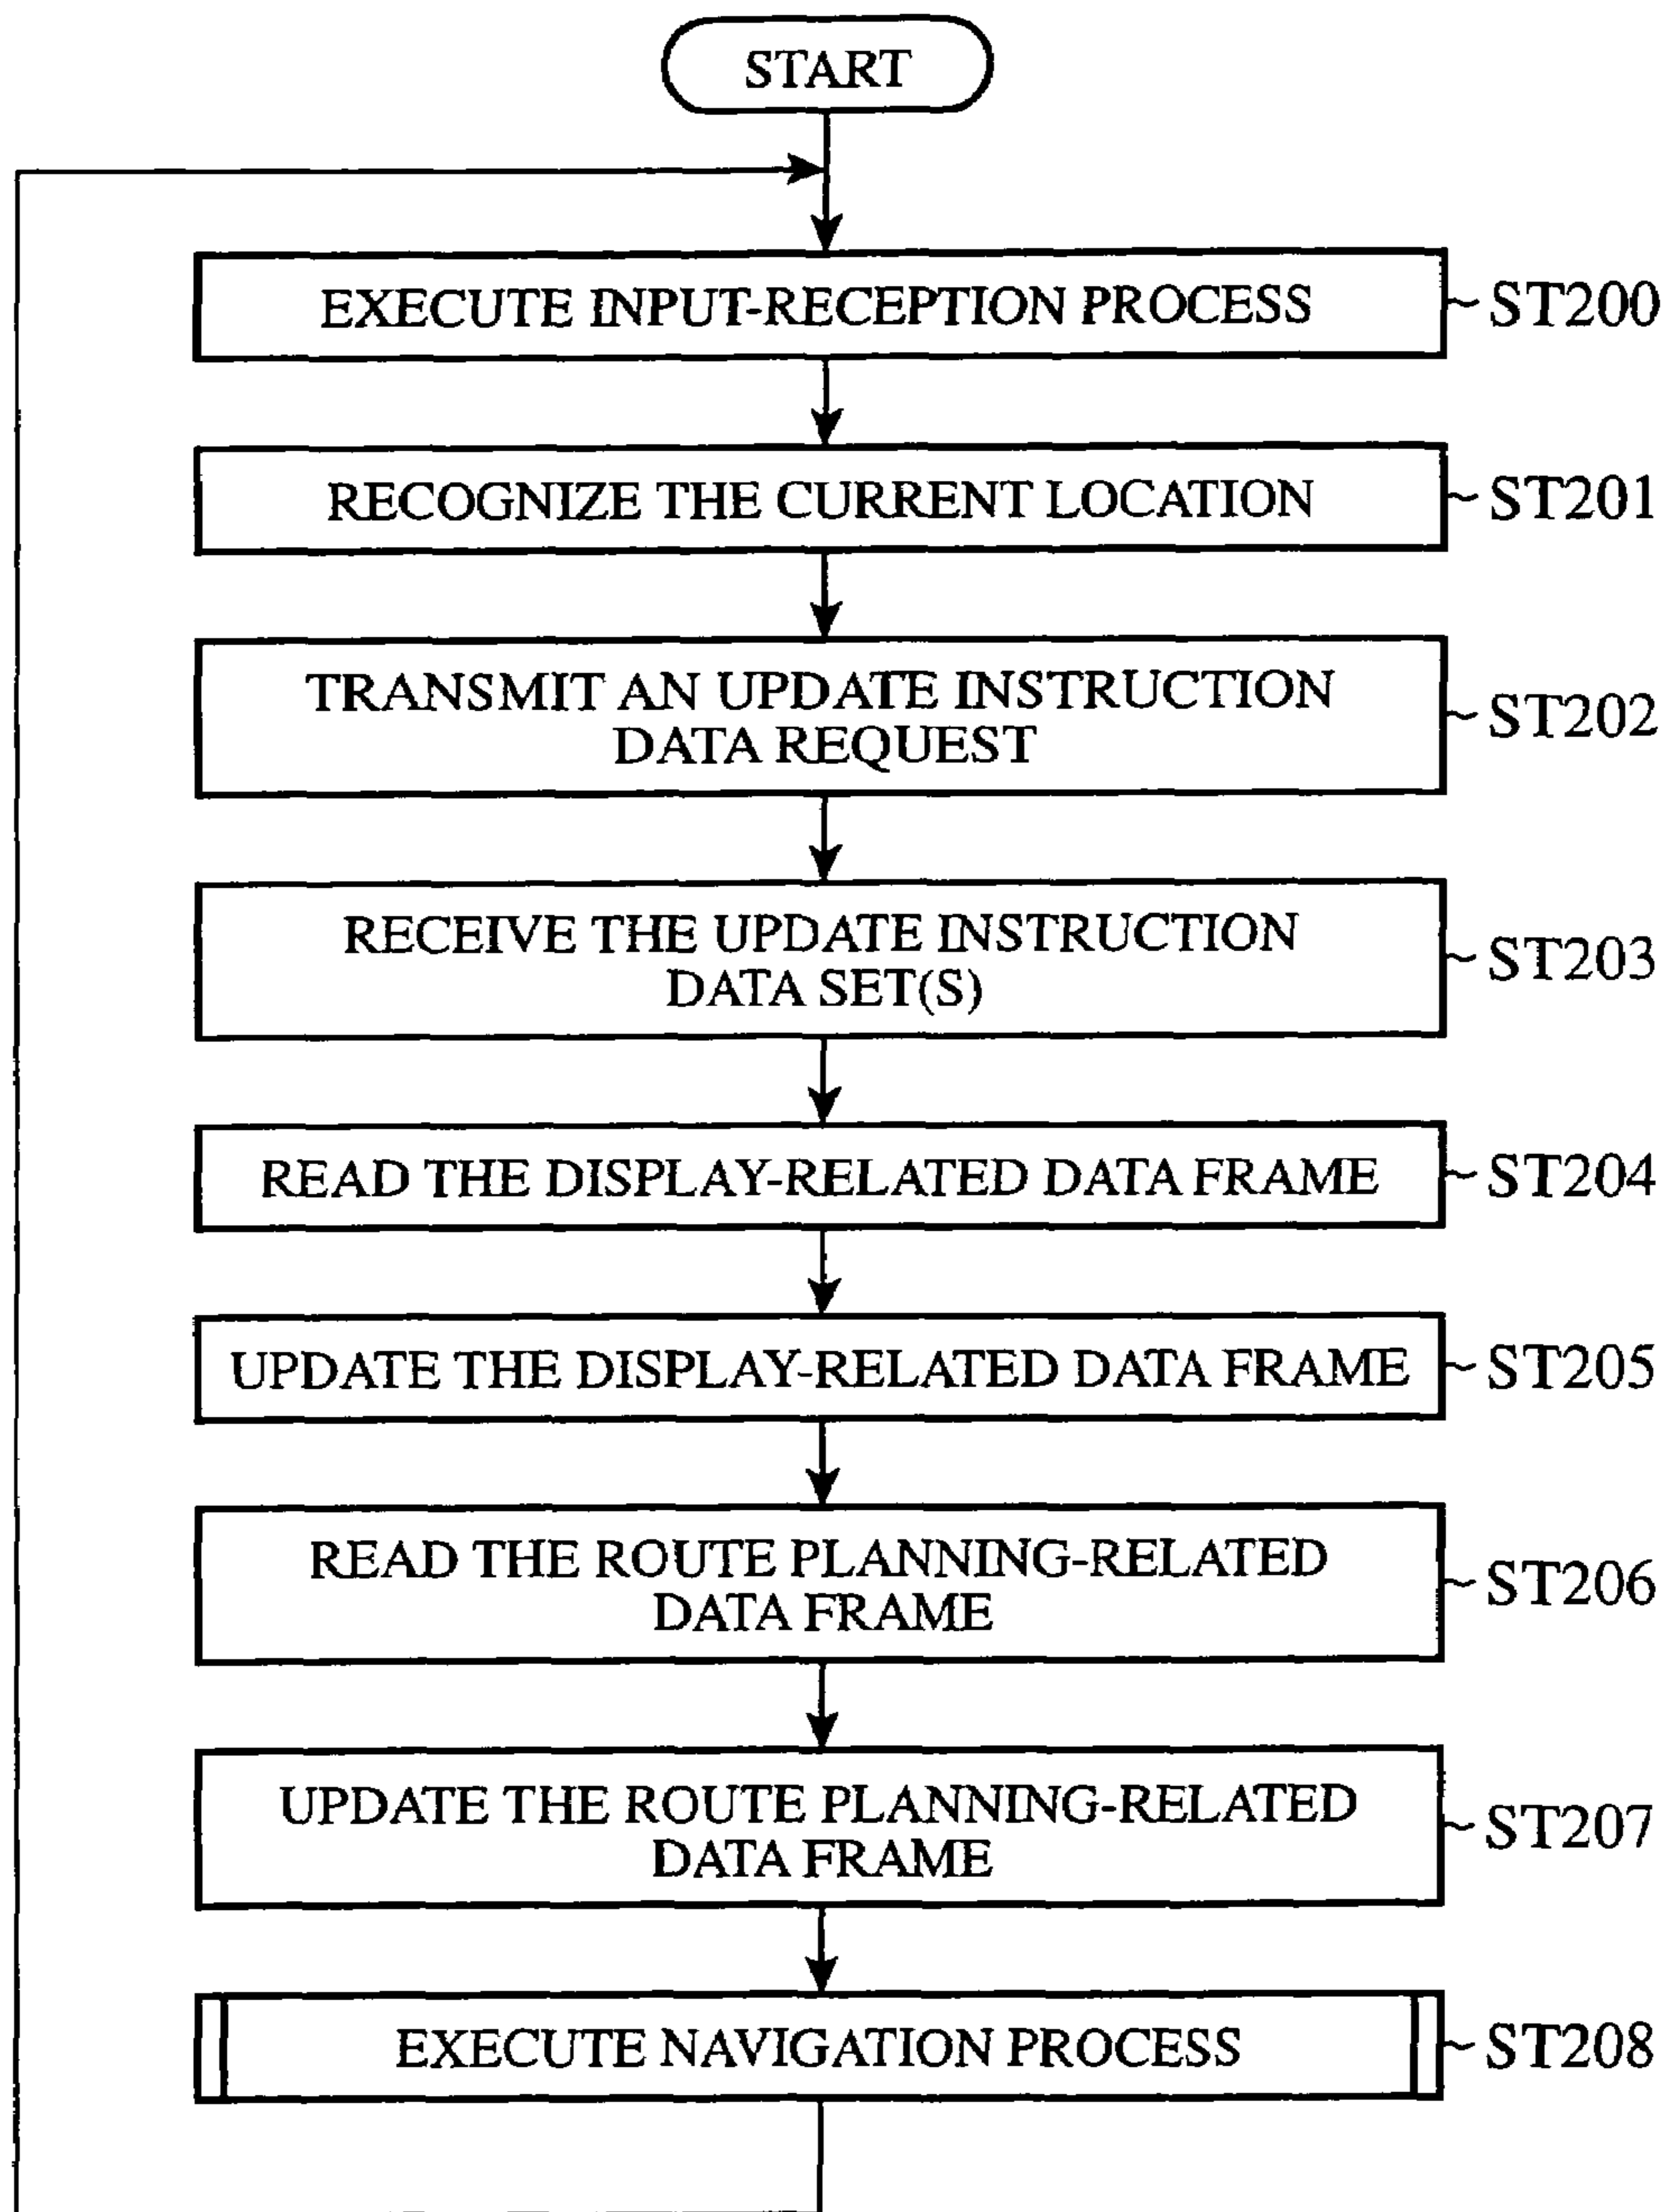 START
EXECUTE INPUT-RECEPTION PROCESS
~ST200
RECOGNIZE THE CURRENT LOCATION
~ST201
TRANSMIT AN UPDATE INSTRUCTION
DATA REQUEST
~ST202
RECEIVE THE UPDATE INSTRUCTION
DATA SET(S)
~ST203
READ THE DISPLAY-RELATED DATA FRAME
~ST204
UPDATE THE DISPLAY-RELATED DATA FRAME
~ST205
READ THE ROUTE PLANNING-RELATED
DATA FRAME
~ST206
UPDATE THE ROUTE PLANNING-RELATED
DATA FRAME
~ST207
EXECUTE NAVIGATION PROCESS
~ST208